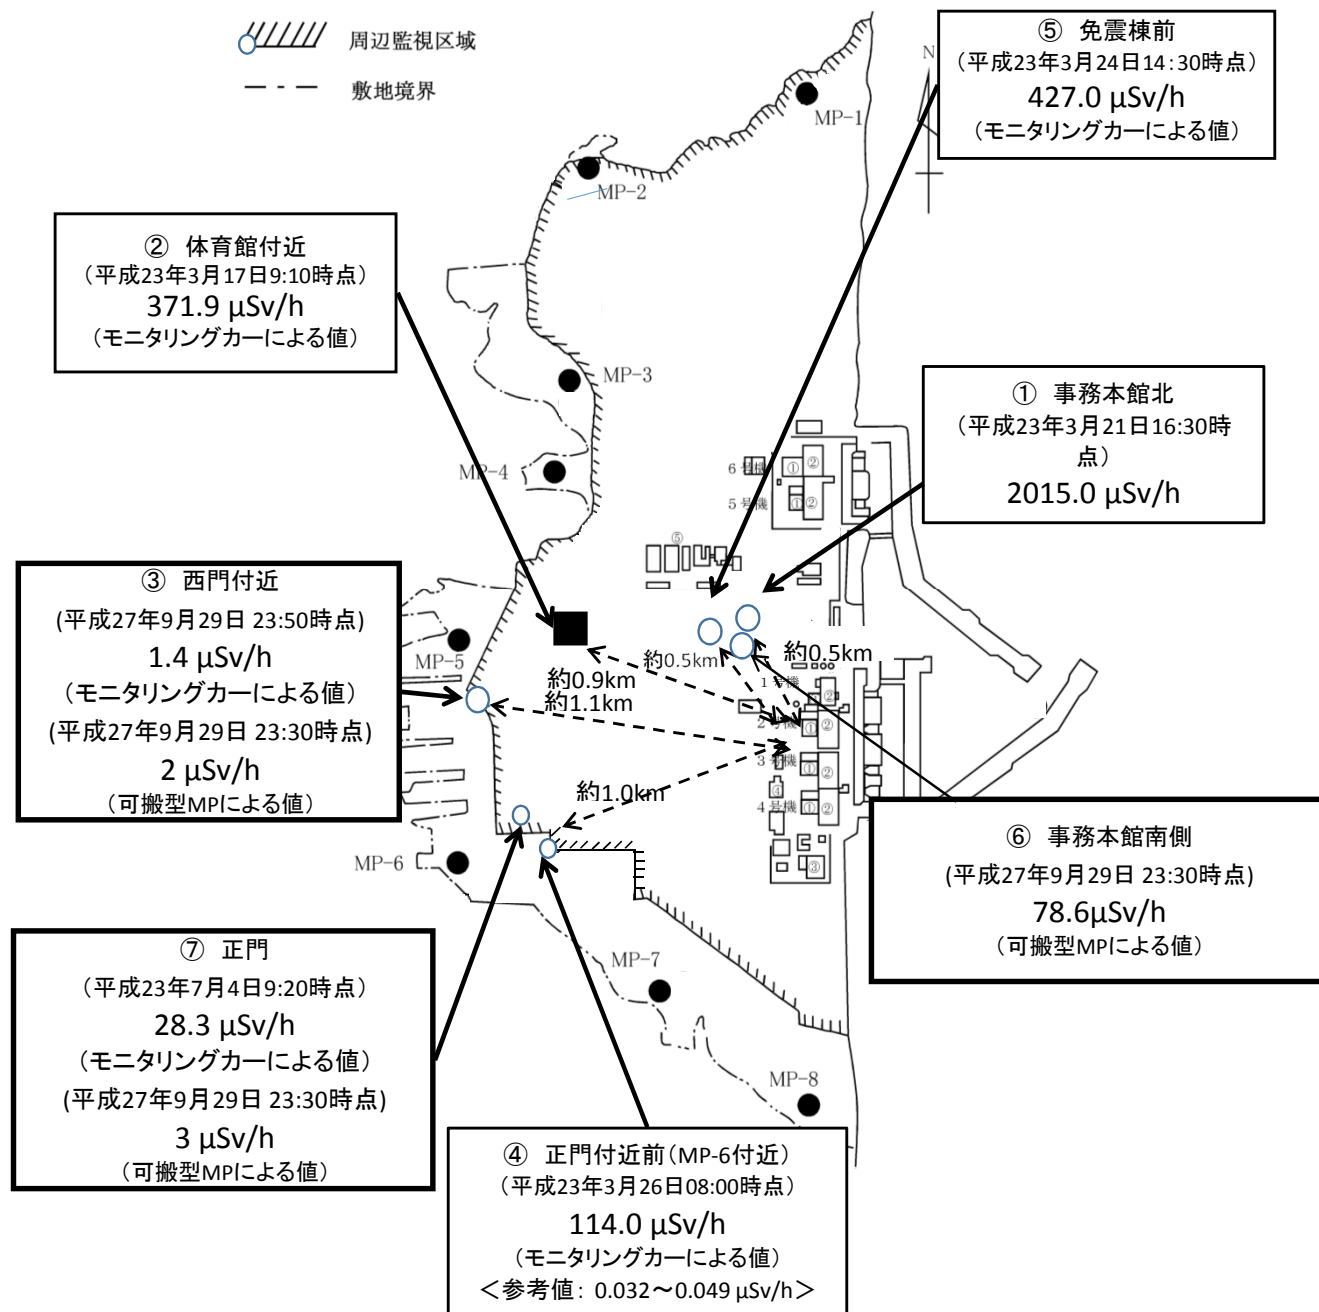 周辺監視区域
敷地境界
⑤ 免震棟前
(平成23年3月24日14:30時点)
427.0 μSv/h
(モニタリングカーによる値)
N
MP-1
MP-2
② 体育館付近
(平成23年3月17日9:10時点)
371.9 μSv/h
(モニタリングカーによる値)
MP-3
① 事務本館北
(平成23年3月21日16:30時
点)
2015.0 μSv/h
MP-4
6号機
①
②
5号機
①
②
⑤
③ 西門付近
(平成27年9月29日 23:50時点)
1.4 μSv/h
(モニタリングカーによる値)
(平成27年9月29日 23:30時点)
2 μSv/h
(可搬型MPによる値)
MP-5
約0.5km
約0.5km
約0.9km
約1.1km
1号機
②
2号機
①
②
3号機
①
②
④
約1.0km
4号機
①
②
③
MP-6
⑥ 事務本館南側
(平成27年9月29日 23:30時点)
78.6μSv/h
(可搬型MPによる値)
⑦ 正門
(平成23年7月4日9:20時点)
28.3 μSv/h
(モニタリングカーによる値)
(平成27年9月29日 23:30時点)
3 μSv/h
(可搬型MPによる値)
MP-7
MP-8
④ 正門付近前(MP-6付近)
(平成23年3月26日08:00時点)
114.0 μSv/h
(モニタリングカーによる値)
<参考値: 0.032~0.049 μSv/h>